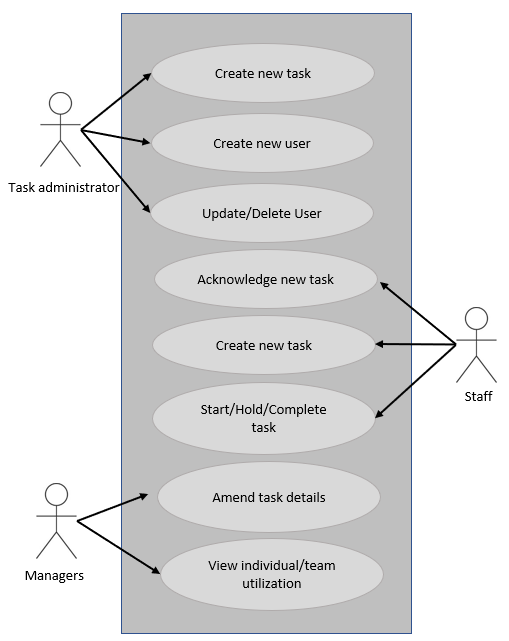 Create new task
Create new user
Task administrator
Update/Delete User
Acknowledge new task
Create new task
Staff
Start/Hold/Complete
task
Amend task details
Managers
View individual/team
utilization